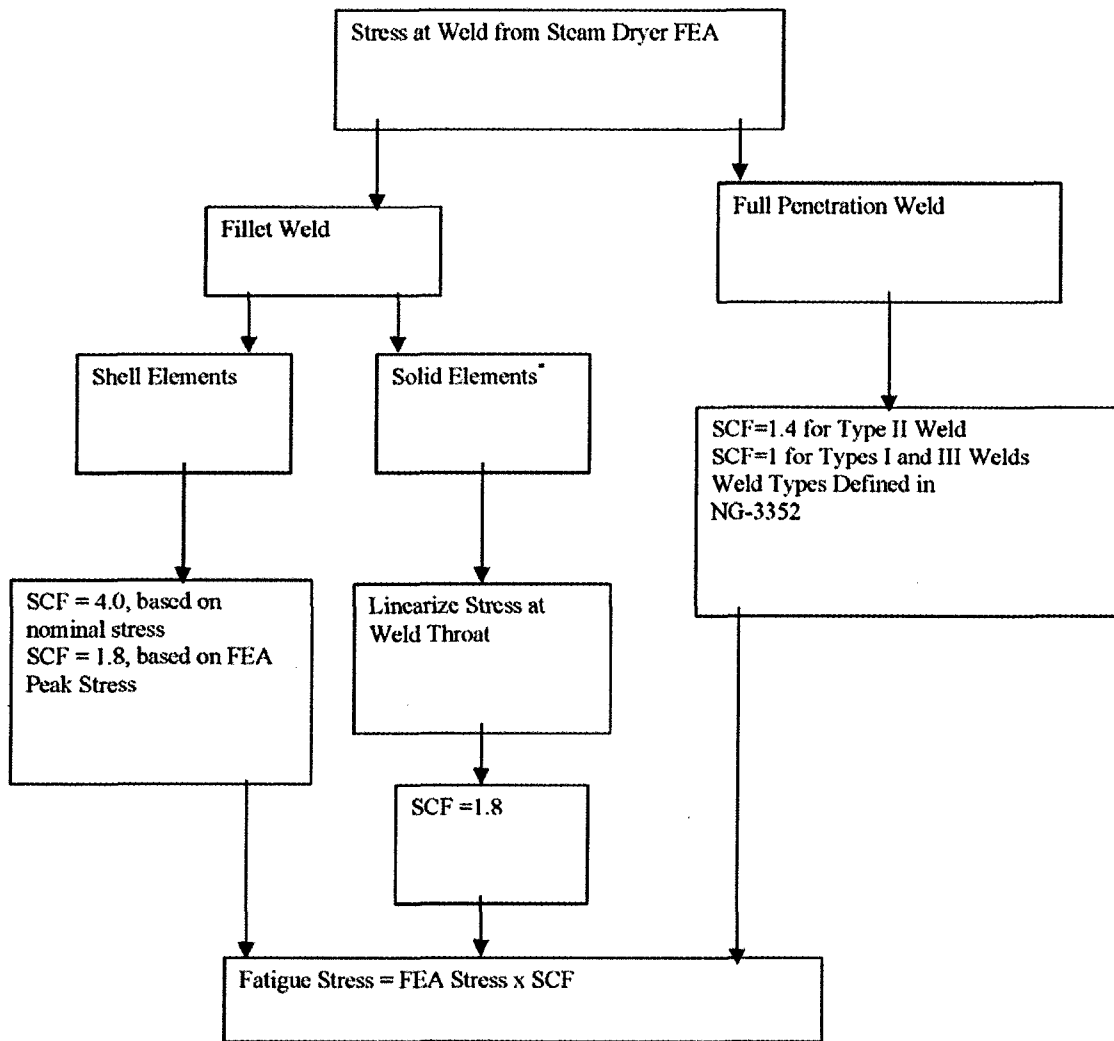 Stress at Weld from Steam Dryer FEA
Fillet Weld
Full Penetration Weld
Shell Elements
Solid Elements*
SCF=1.4 for Type II Weld
SCF=1 for Types I and III Welds
Weld Types Defined in
NG-3352
SCF = 4.0, based on
nominal stress
SCF = 1.8, based on FEA
Peak Stress
Linearize Stress at
Weld Throat
SCF =1.8
Fatigue Stress = FEA Stress x SCF